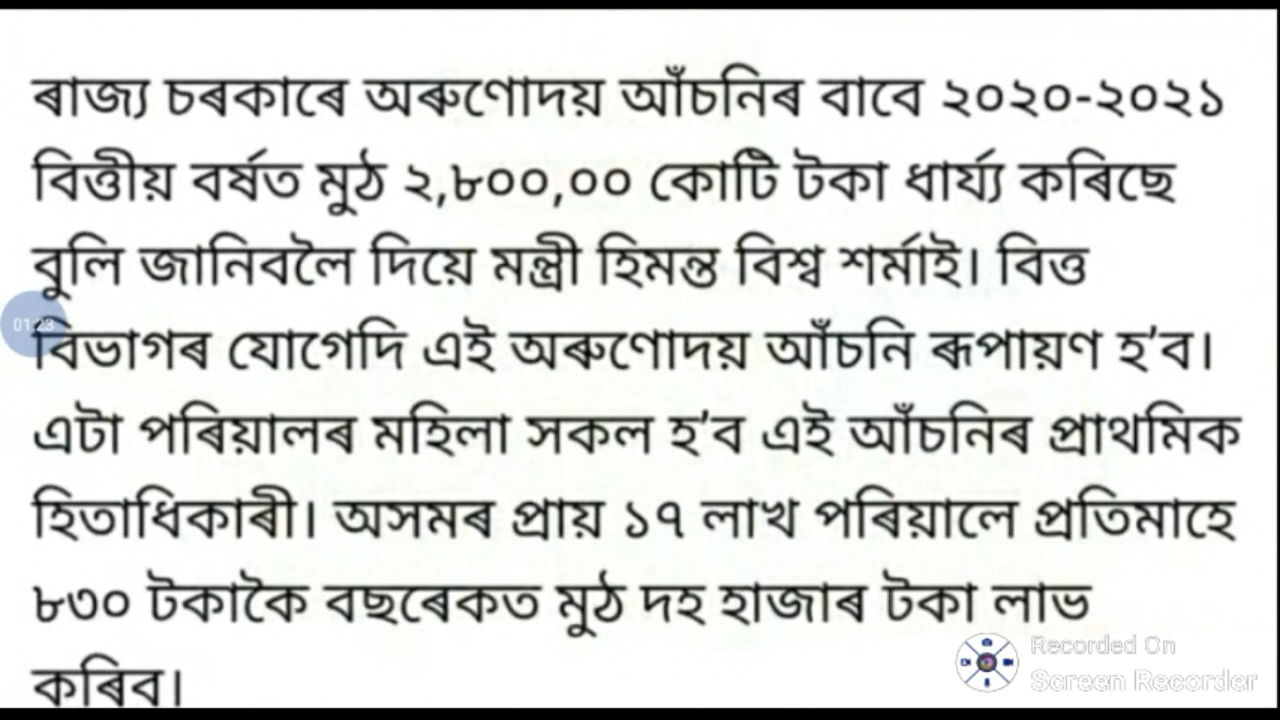 ৰাজ্য চৰকাৰে অৰুণোদয় আঁচনিৰ বাবে ২০২০-২০২১
বিত্তীয় বৰ্ষত মুঠ ২,৮০০,০০ কোটি টকা ধাৰ্য্য কৰিছে
বুলি জানিবলৈ দিয়ে মন্ত্ৰী হিমন্ত বিশ্ব শৰ্মাই। বিত্ত
01:23
বিভাগৰ যোগেদি এই অৰুণোদয় আঁচনি ৰূপায়ণ হ'ব।
এটা পৰিয়ালৰ মহিলা সকল হ'ব এই আঁচনিৰ প্ৰাথমিক
হিতাধিকাৰী। অসমৰ প্ৰায় ১৭ লাখ পৰিয়ালে প্ৰতিমাহে
৮৩০ টকাকৈ বছৰেকত মুঠ দহ হাজাৰ টকা লাভ
কৰিব।
Recorded On
Screen Recorder